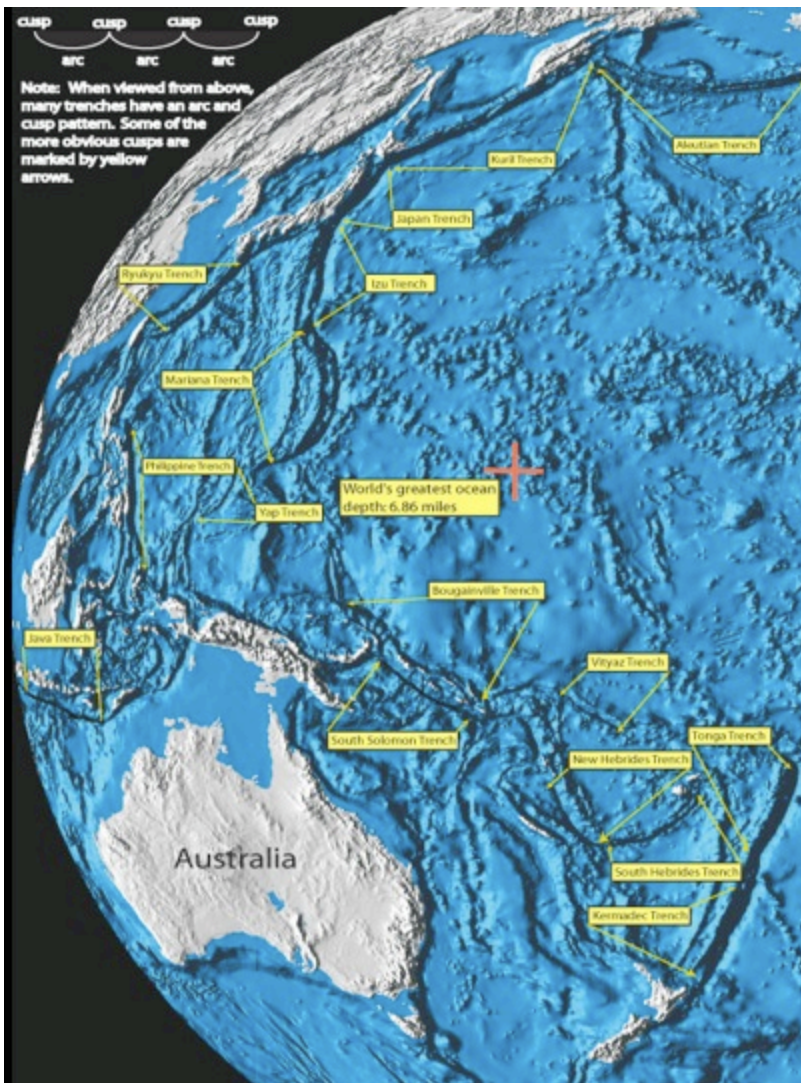 cusp cusp cusp cusp
arc arc arc
Note: When viewed from above,
many trenches have an arc and
cusp pattern. Some of the
more obvious cusps are
marked by yellow
arrows.
Aleutian Trench
Kuril Trench
Japan Trench
Ryukyu Trench
Izu Trench
Mariana Trench
Philippine Trench
World's greatest ocean
depth: 6.86 miles
Yap Trench
Bougainville Trench
Java Trench
Vityaz Trench
South Solomon Trench
Tonga Trench
New Hebrides Trench
Australia
South Hebrides Trench
Kermadec Trench